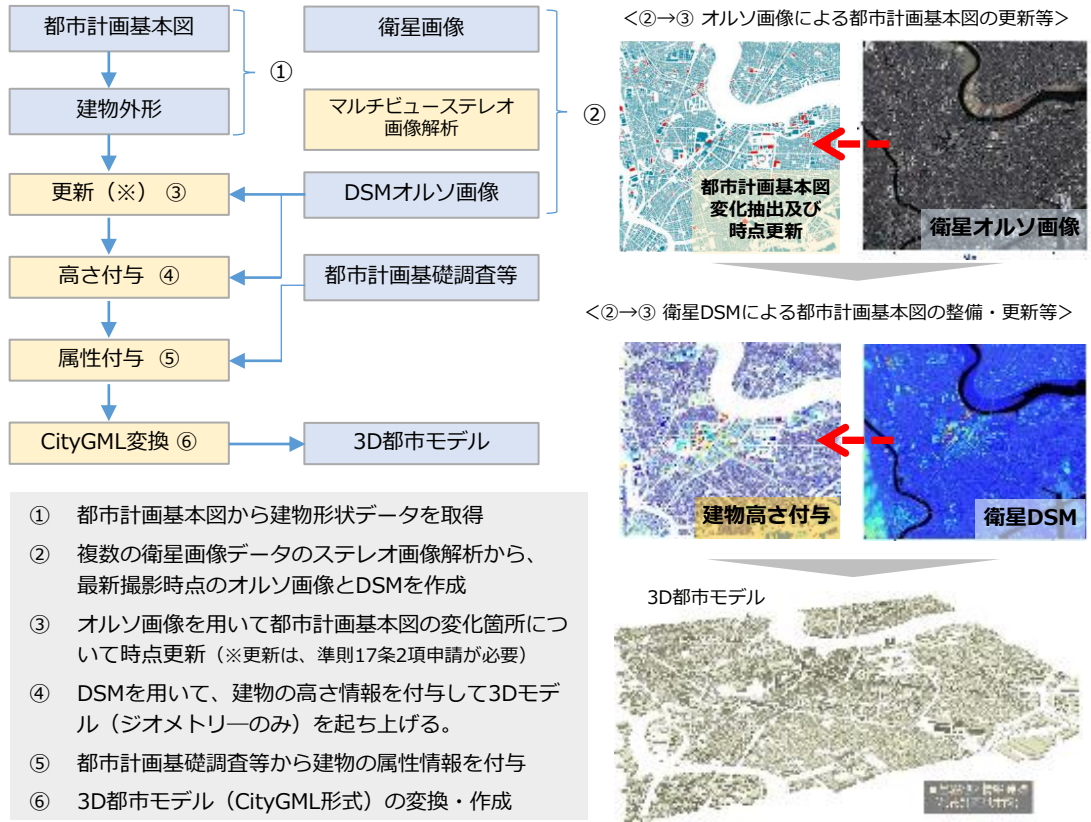 都市計画基本図
衛星画像
①
建物外形
マルチビューステレオ
画像解析
②
更新（※） ③
DSMオルソ画像
高さ付与 ④
都市計画基礎調査等
属性付与 ⑤
CityGML変換 ⑥
3D都市モデル
① 都市計画基本図から建物形状データを取得
② 複数の衛星画像データのステレオ画像解析から、
最新撮影時点のオルソ画像とDSMを作成
③ オルソ画像を用いて都市計画基本図の変化箇所につ
いて時点更新（※更新は、準則17条2項申請が必要）
④ DSMを用いて、建物の高さ情報を付与して3Dモデ
ル（ジオメトリ―のみ）を起ち上げる。
⑤ 都市計画基礎調査等から建物の属性情報を付与
⑥ 3D都市モデル（CityGML形式）の変換・作成
<②→③ オルソ画像による都市計画基本図の更新等>
都市計画基本図
変化抽出及び
時点更新
衛星オルソ画像
<②→③ 衛星DSMによる都市計画基本図の整備・更新等>
建物高さ付与
衛星DSM
3D都市モデル